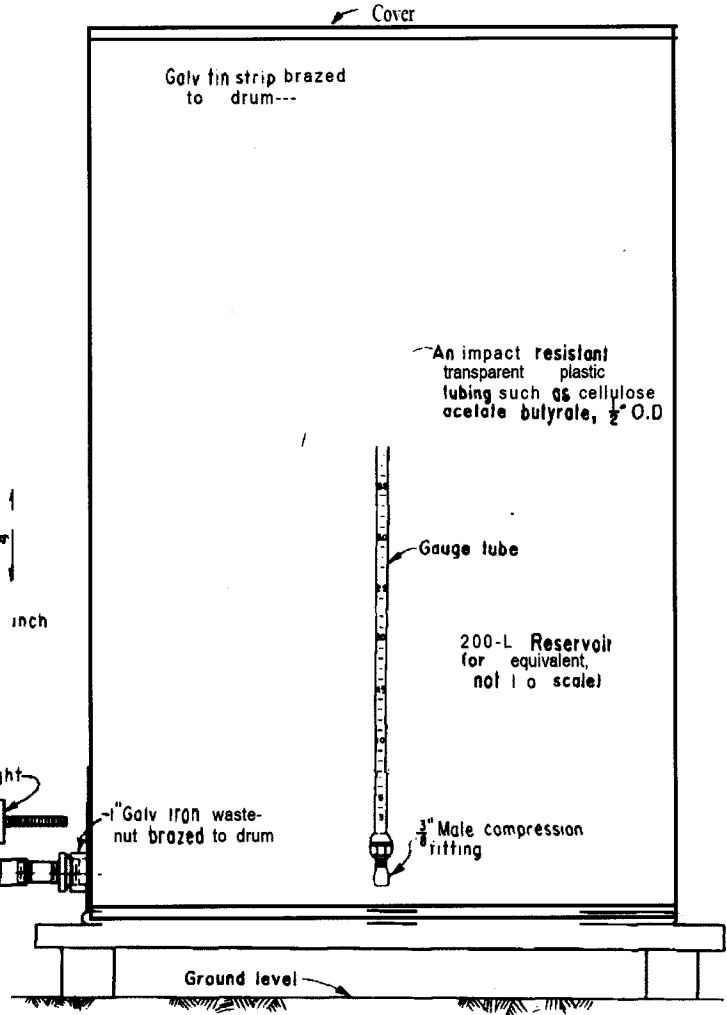 Cover
Galv tin strip brazed
to drum---
An impact resistant
transparent plastic
tubing such as cellulose
acetate butyrate, 1/2" O.D
Gauge tube
inch
200-L Reservoir
(or equivalent,
not to scale)
10
1" Galv iron waste-
nut brazed to drum
3/8" Male compression
fitting
Ground level